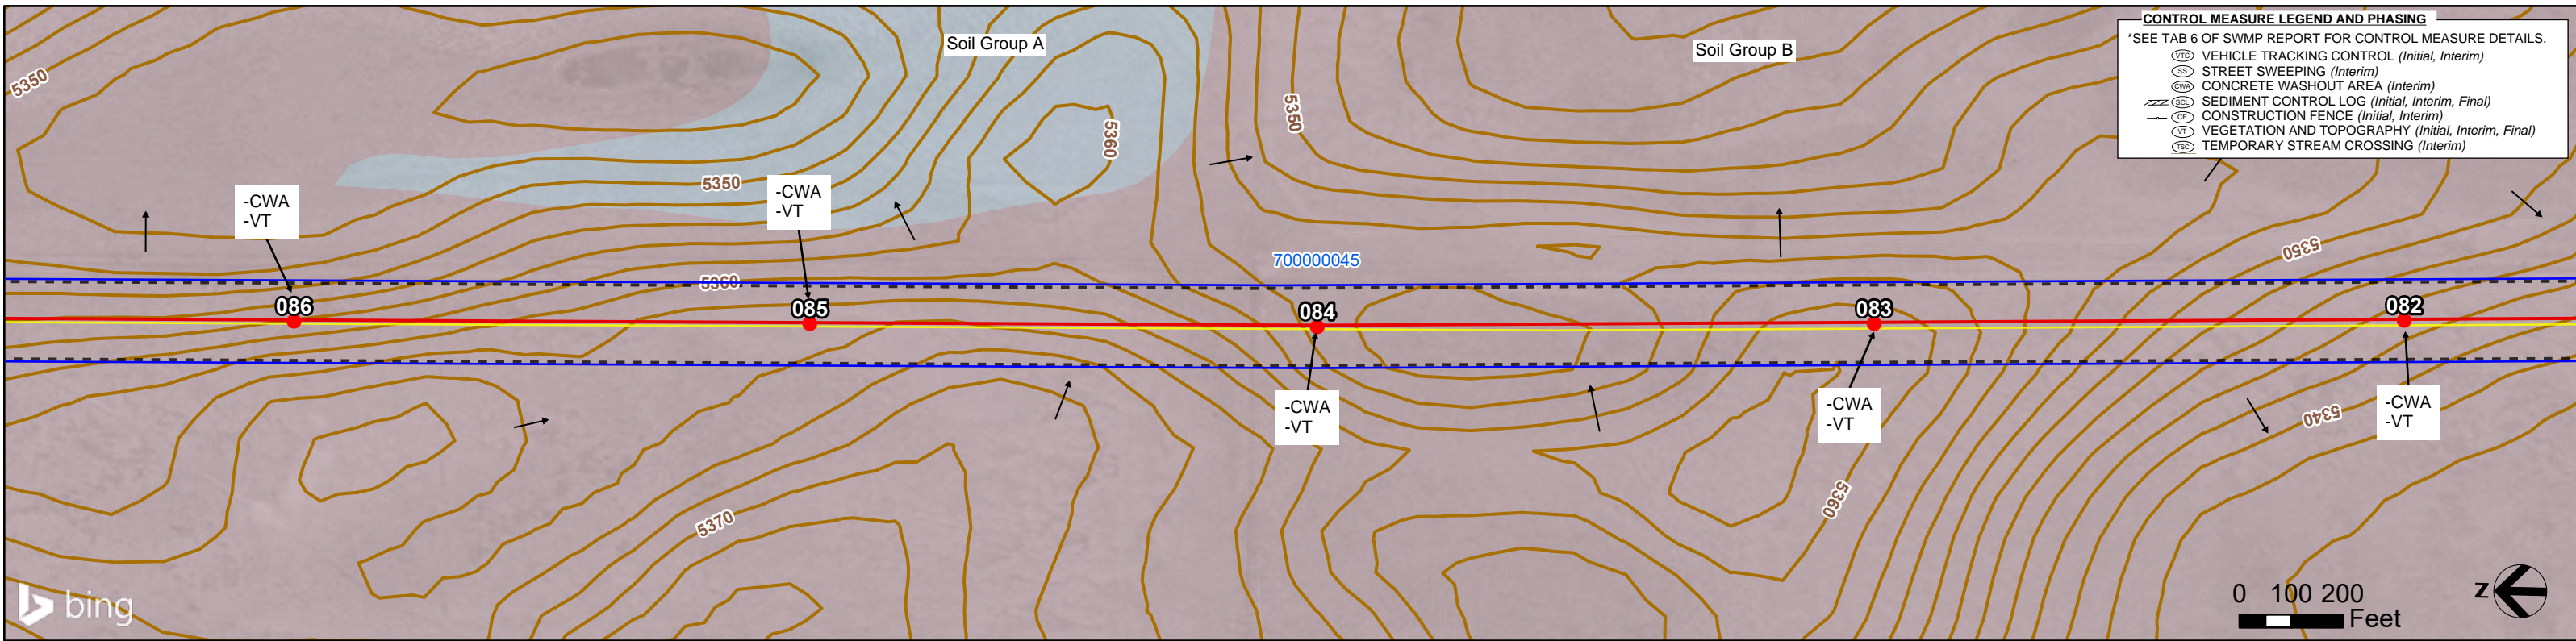 CONTROL MEASURE LEGEND AND PHASING
*SEE TAB 6 OF SWMP REPORT FOR CONTROL MEASURE DETAILS.
VTC VEHICLE TRACKING CONTROL (Initial, Interim)
SS STREET SWEEPING (Interim)
CWA CONCRETE WASHOUT AREA (Interim)
SCL SEDIMENT CONTROL LOG (Initial, Interim, Final)
CF CONSTRUCTION FENCE (Initial, Interim)
VT VEGETATION AND TOPOGRAPHY (Initial, Interim, Final)
TSC TEMPORARY STREAM CROSSING (Interim)
Soil Group A
Soil Group B
5350
5350
5360
5350
-CWA
-VT
-CWA
-VT
700000045
5350
5360
086
085
084
083
082
-CWA
-VT
-CWA
-VT
-CWA
-VT
5340
5360
5370
bing
0 100 200
Feet
Z